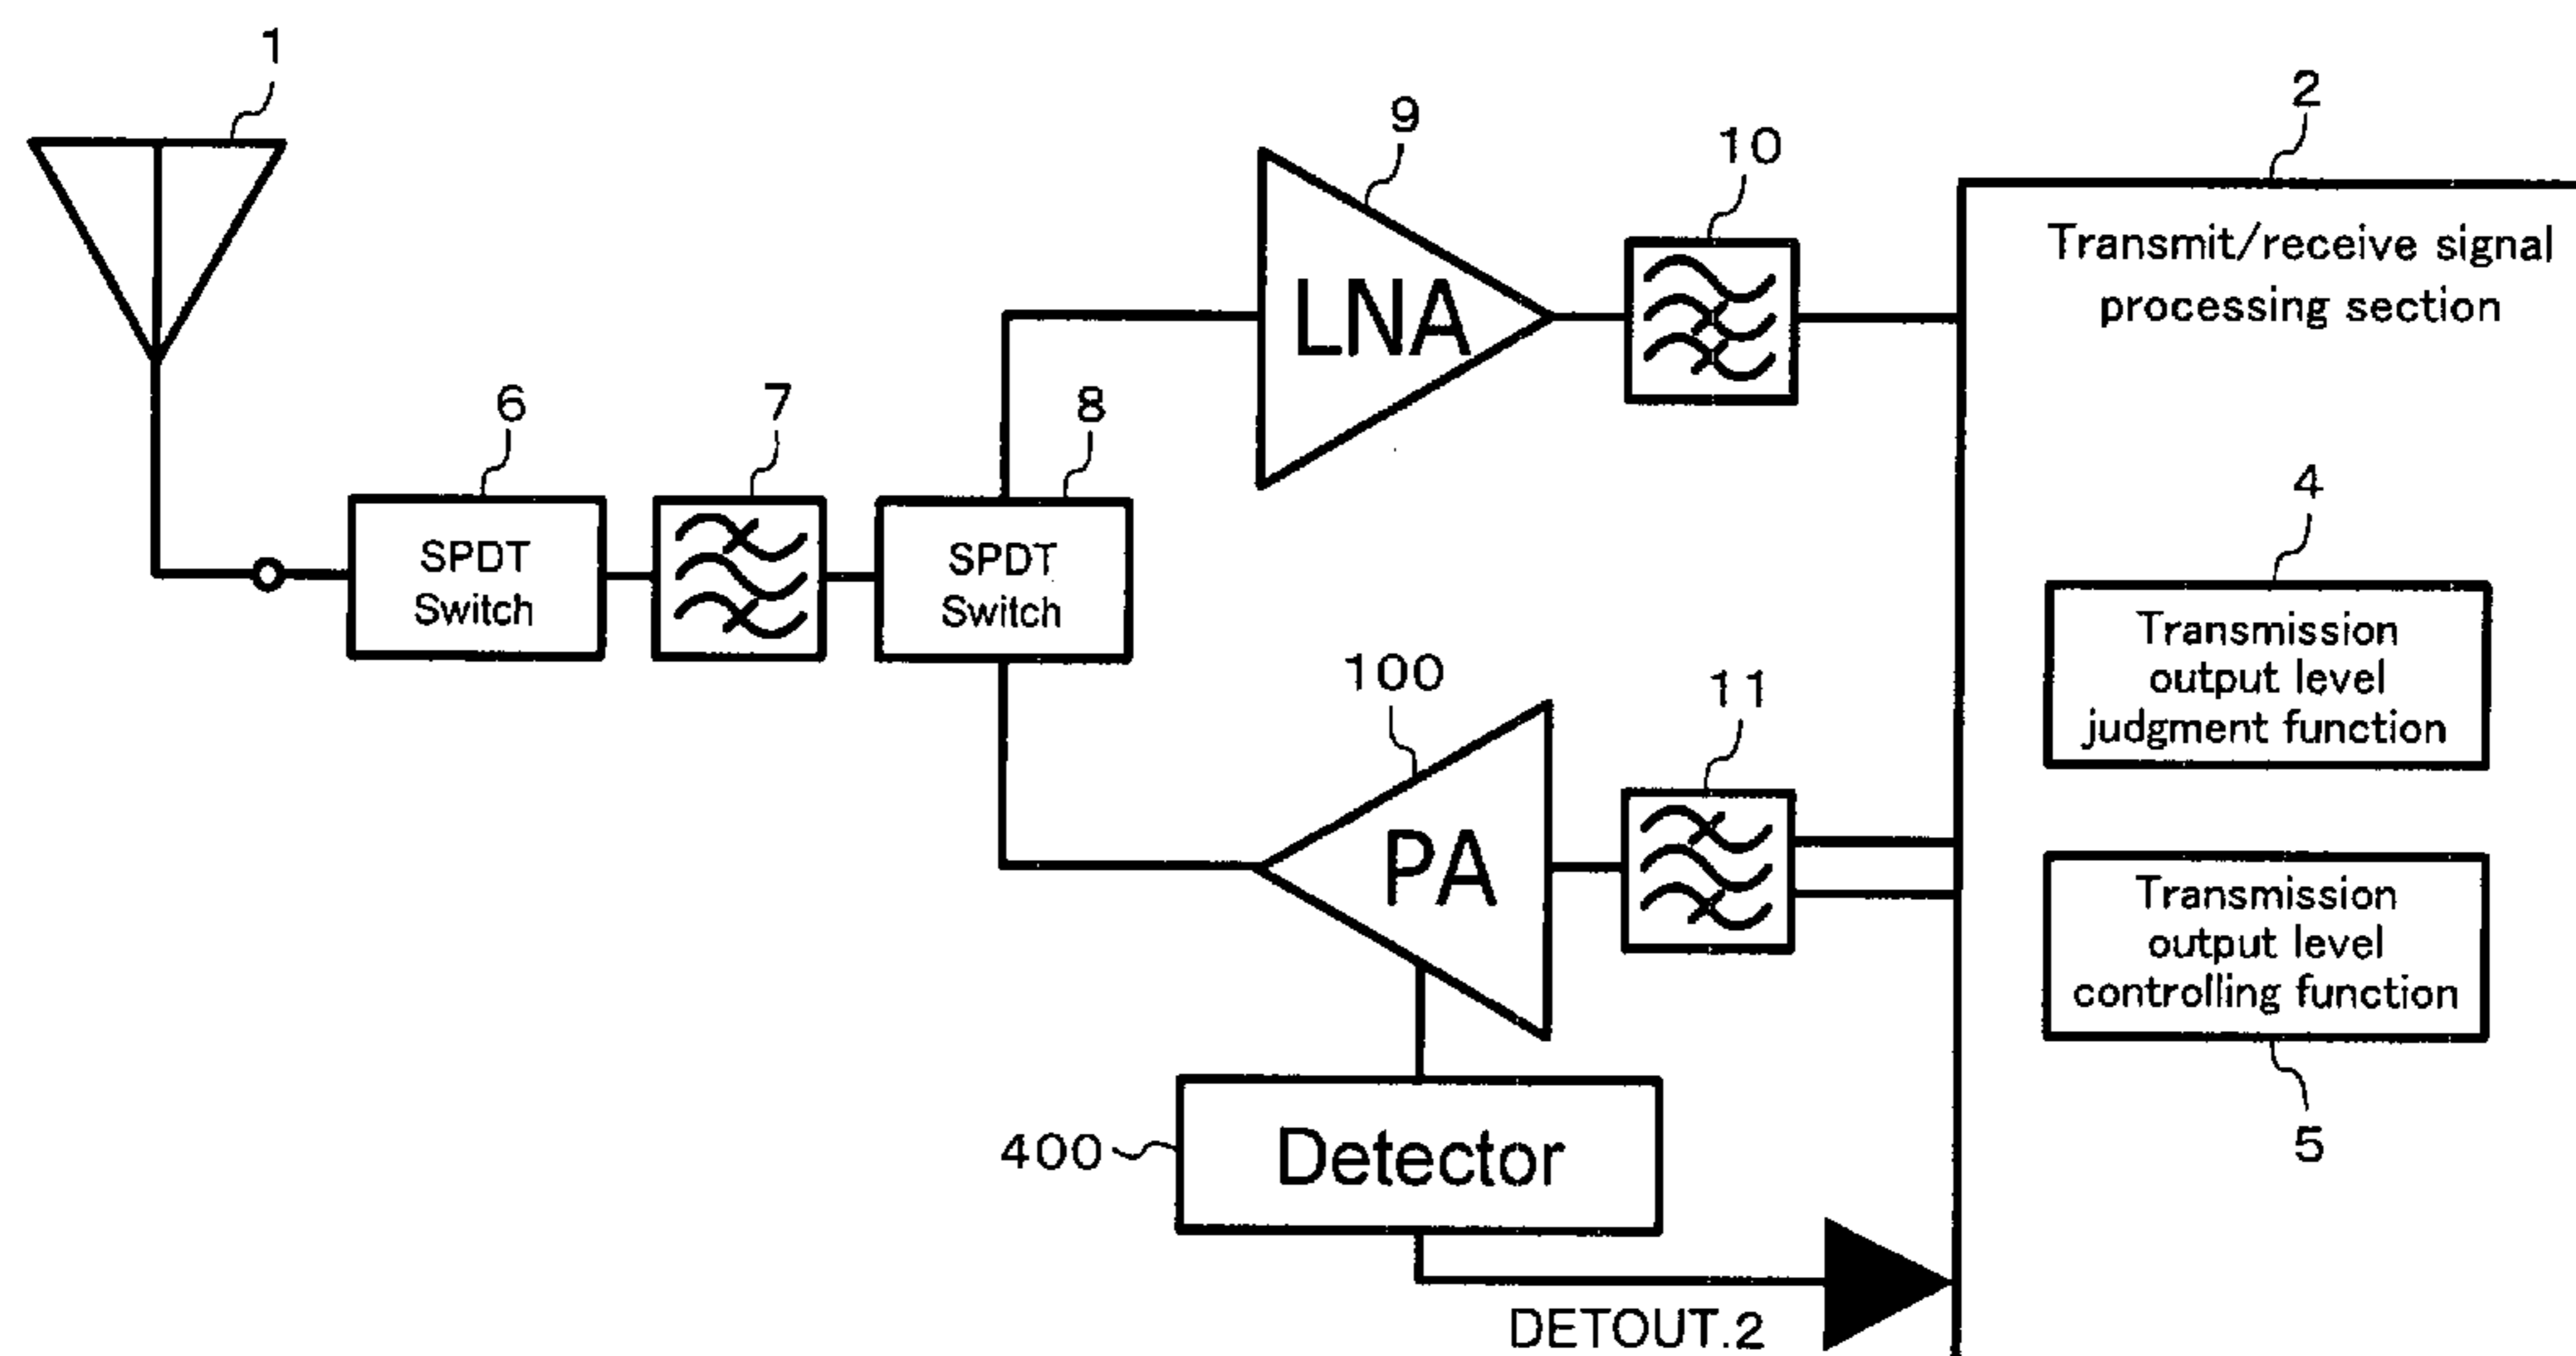 1
2
Transmit/receive signal
processing section
9
LNA
10
6
SPDT
Switch
7
8
SPDT
Switch
4
Transmission
output level
judgment function
100
PA
11
Transmission
output level
controlling function
5
400
Detector
DETOUT.2